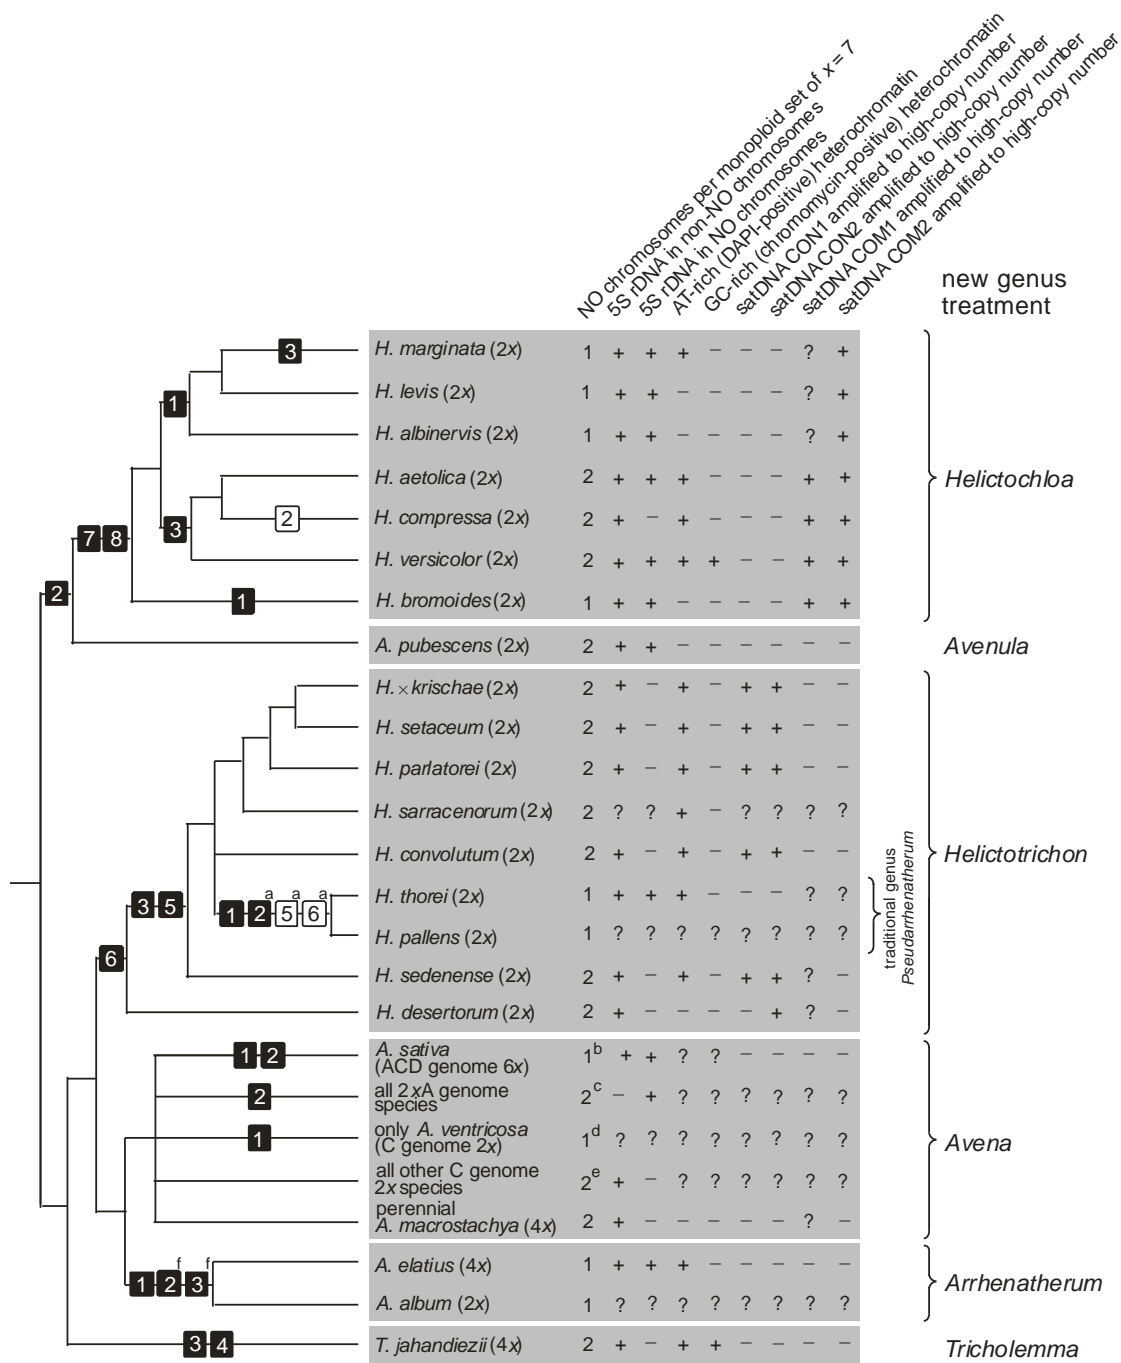 NO chromosomes per monoploid set of x = 7
5S rDNA in non-NO chromosomes
5S rDNA in NO chromosomes
AT-rich (DAPI-positive) heterochromatin
GC-rich (chromomycin-positive) heterochromatin
satDNA CON1 amplified to high-copy number
satDNA CON2 amplified to high-copy number
satDNA COM1 amplified to high-copy number
satDNA COM2 amplified to high-copy number
new genus
treatment
3 H. marginata (2x) 1 + + + – – – ? +
H. levis (2x) 1 + + – – – – ? +
1
H. albinervis (2x) 1 + + – – – – ? +
H. aetolica (2x) 2 + + + – – – + +
Helictochloa
2 H. compressa (2x) 2 + – + – – – + +
3
7 8
H. versicolor (2x) 2 + + + + – – + +
2
1 H. bromoides (2x) 1 + + – – – – + +
A. pubescens (2x) 2 + + – – – – – –
Avenula
H. × krischae (2x) 2 + – + – + + – –
H. setaceum (2x) 2 + – + – + + – –
H. parlatorei (2x) 2 + – + – + + – –
H. sarracenorum (2x) 2 ? ? + – ? ? ? ?
H. convolutum (2x) 2 + – + – + + – –
Helictotrichon
H. thorei (2x) 1 + + + – – – ? ?
3 5
1 2 a 5 a 6 a
H. pallens (2x) 1 ? ? ? ? ? ? ? ?
traditional genus
Pseudarrhenatherum
6
H. sedenense (2x) 2 + – + – + + ? –
H. desertorum (2x) 2 + – – – – + ? –
1 2 A. sativa
(ACD genome 6x) 1b + + ? ? – – – –
2 all 2xA genome
species 2c – + ? ? ? ? ? ?
1 only A. ventricosa
(C genome 2x) 1d ? ? ? ? ? ? ? ?
Avena
all other C genome
2x species 2e + – ? ? ? ? ? ?
perennial
A. macrostachya (4x) 2 + – – – – – ? –
A. elatius (4x) 1 + + + – – – – –
1 2 f 3 f
Arrhenatherum
A. album (2x) 1 ? ? ? ? ? ? ? ?
3 4 T. jahandiezii (4x) 2 + – + + – – – –
Tricholemma